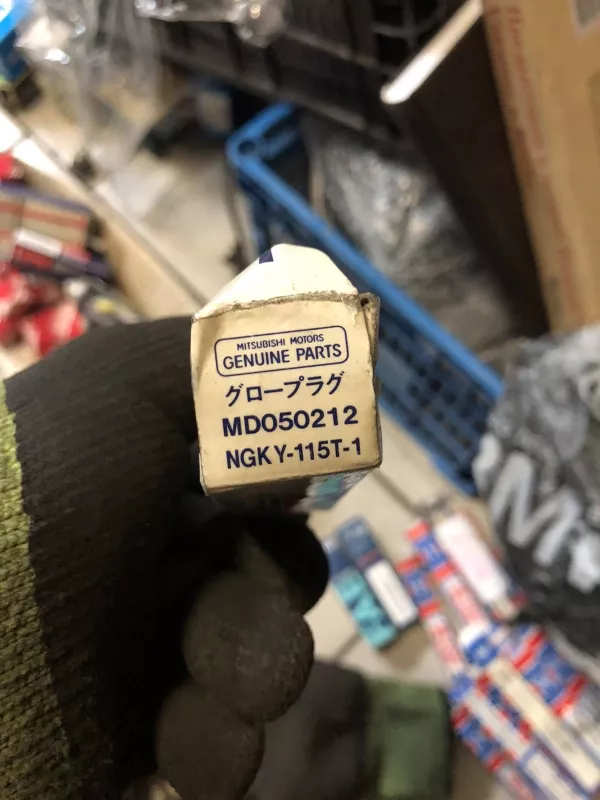 MITSUBISHI MOTORS
GENUINE PARTS
グロープラグ
MD050212
NGK Y-115T-1